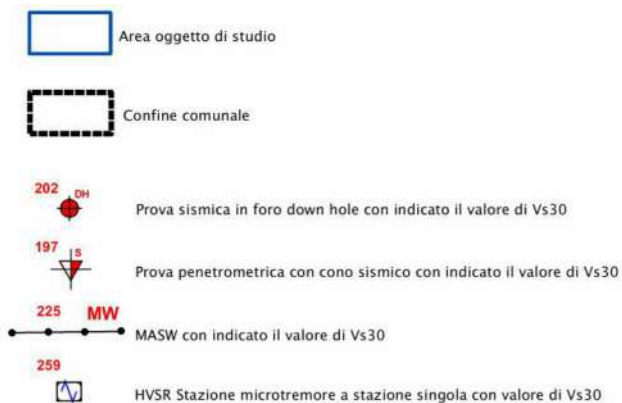 Area oggetto di studio
Confine comunale
202 DH
Prova sismica in foro down hole con indicato il valore di Vs30
197 S
Prova penetrometrica con cono sismico con indicato il valore di Vs30
225 MW
MASW con indicato il valore di Vs30
259
HVSR Stazione microtremore a stazione singola con valore di Vs30